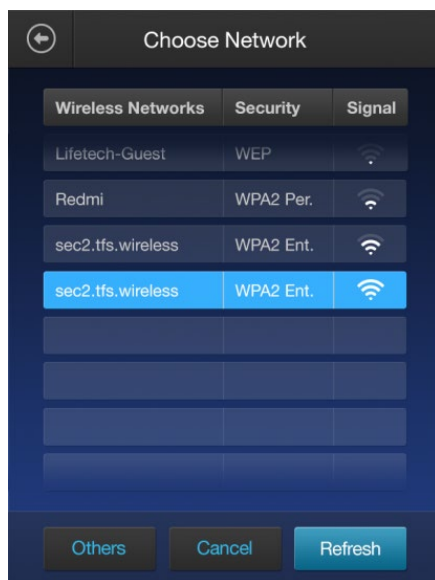 Choose Network
Wireless Networks Security Signal
Lifetech-Guest WEP
Redmi WPA2 Per.
sec2.tfs.wireless WPA2 Ent.
sec2.tfs.wireless WPA2 Ent.
Others Cancel Refresh